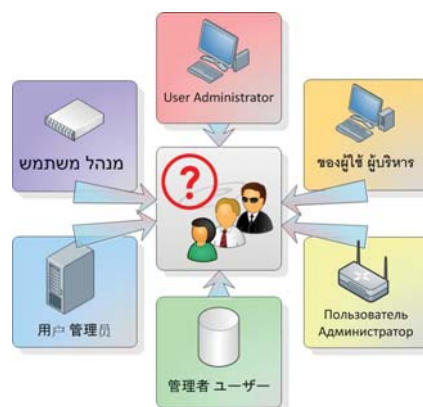 User Administrator
מנהל משתמש
ของผู้ใช้ ผู้บริหาร
?
用户 管理员
Пользователь
Администратор
管理者 ユーザー